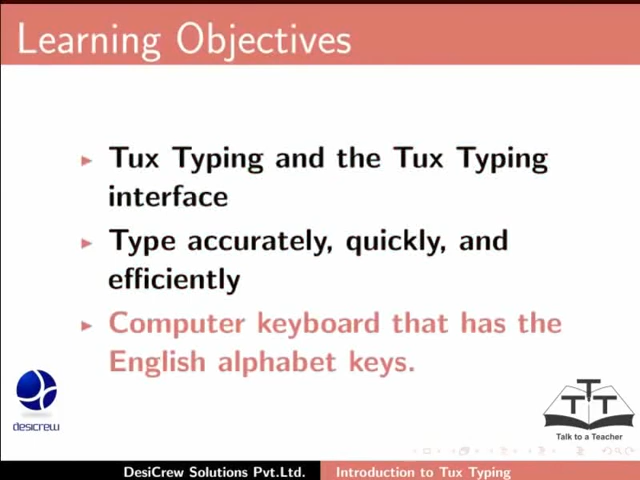 Learning Objectives
Tux Typing and the Tux Typing
interface
Type accurately, quickly, and
efficiently
Computer keyboard that has the
English alphabet keys.
desicrew
T T T
Talk to a Teacher
DesiCrew Solutions Pvt.Ltd. Introduction to Tux Typing